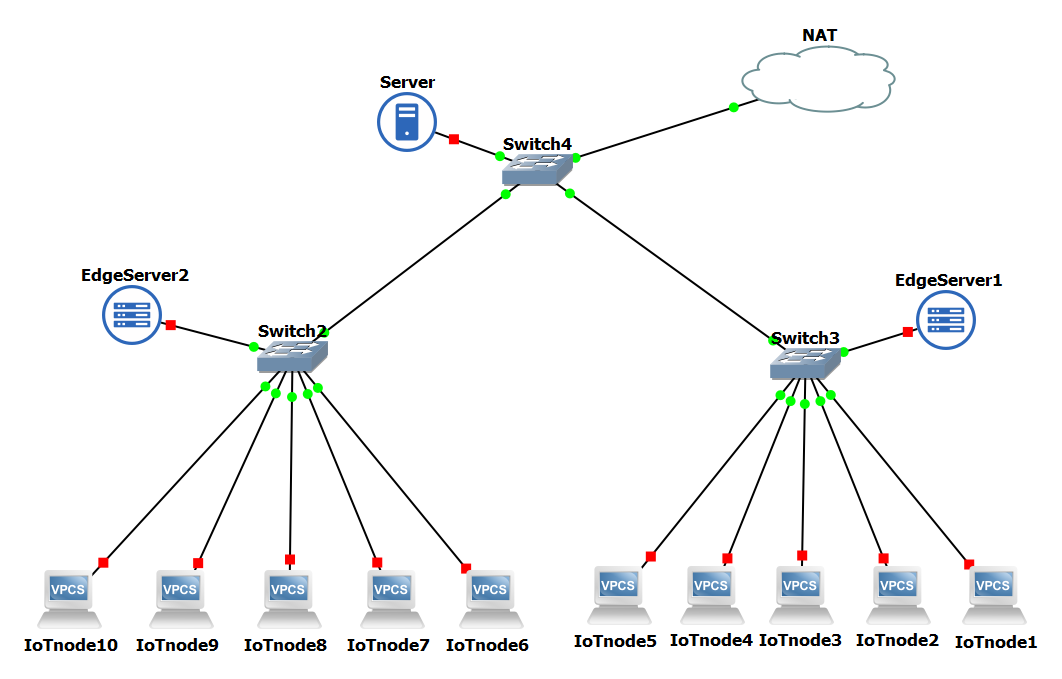 NAT
Server
Switch4
EdgeServer2
EdgeServer1
Switch2
Switch3
VPCS VPCS VPCS VPCS VPCS VPCS VPCS VPCS VPCS VPCS
IoTnode10 IoTnode9 IoTnode8 IoTnode7 IoTnode6 IoTnode5 IoTnode4 IoTnode3 IoTnode2 IoTnode1